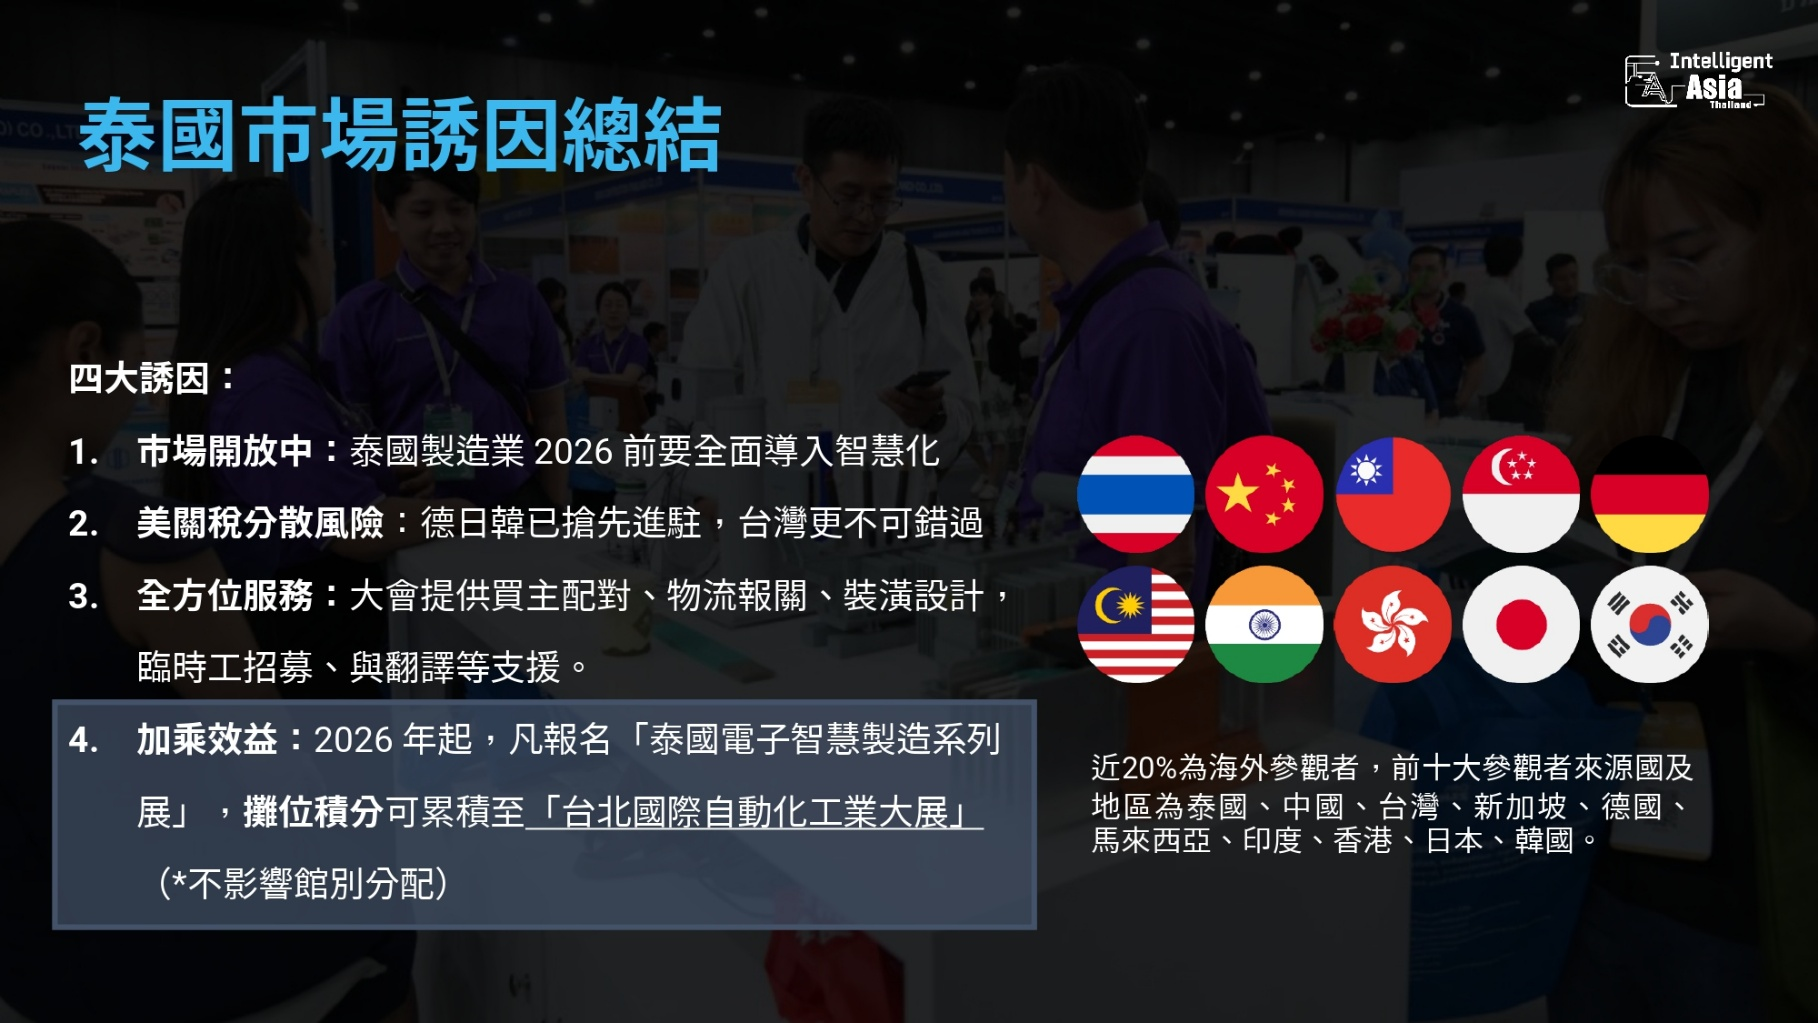 Intelligent
Asia
Thailand
泰國市場誘因總結
四大誘因：
1. 市場開放中：泰國製造業 2026 前要全面導入智慧化
2. 美關稅分散風險：德日韓已搶先進駐，台灣更不可錯過
3. 全方位服務：大會提供買主配對、物流報關、裝潢設計，
臨時工招募、與翻譯等支援。
4. 加乘效益：2026 年起，凡報名「泰國電子智慧製造系列
展」，攤位積分可累積至「台北國際自動化工業大展」
（*不影響館別分配）
近20%為海外參觀者，前十大參觀者來源國及
地區為泰國、中國、台灣、新加坡、德國、
馬來西亞、印度、香港、日本、韓國。